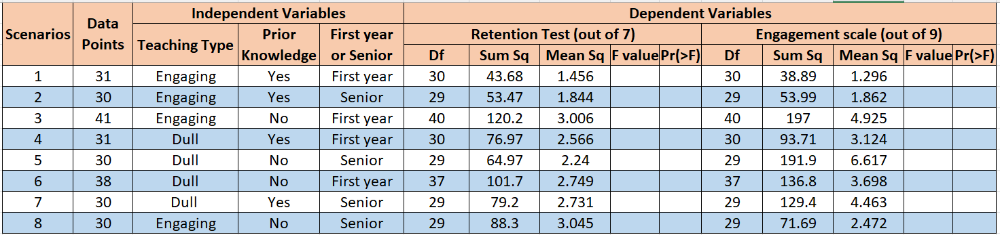 Scenarios Data Points Independent Variables Dependent Variables
Teaching Type Prior Knowledge First year or Senior Retention Test (out of 7) Engagement scale (out of 9)
Df Sum Sq Mean Sq F value Pr(>F) Df Sum Sq Mean Sq F value Pr(>F)
1 31 Engaging Yes First year 30 43.68 1.456 30 38.89 1.296
2 30 Engaging Yes Senior 29 53.47 1.844 29 53.99 1.862
3 41 Engaging No First year 40 120.2 3.006 40 197 4.925
4 31 Dull Yes First year 30 76.97 2.566 30 93.71 3.124
5 30 Dull No Senior 29 64.97 2.24 29 191.9 6.617
6 38 Dull No First year 37 101.7 2.749 37 136.8 3.698
7 30 Dull Yes Senior 29 79.2 2.731 29 129.4 4.463
8 30 Engaging No Senior 29 88.3 3.045 29 71.69 2.472